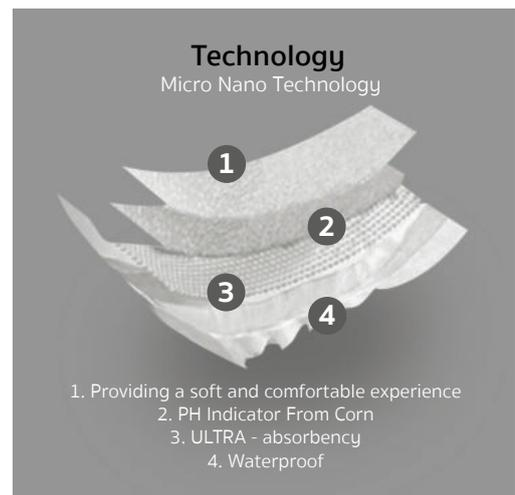 Technology
Micro Nano Technology
1
2
3
4
1. Providing a soft and comfortable experience
2. PH Indicator From Corn
3. ULTRA - absorbency
4. Waterproof